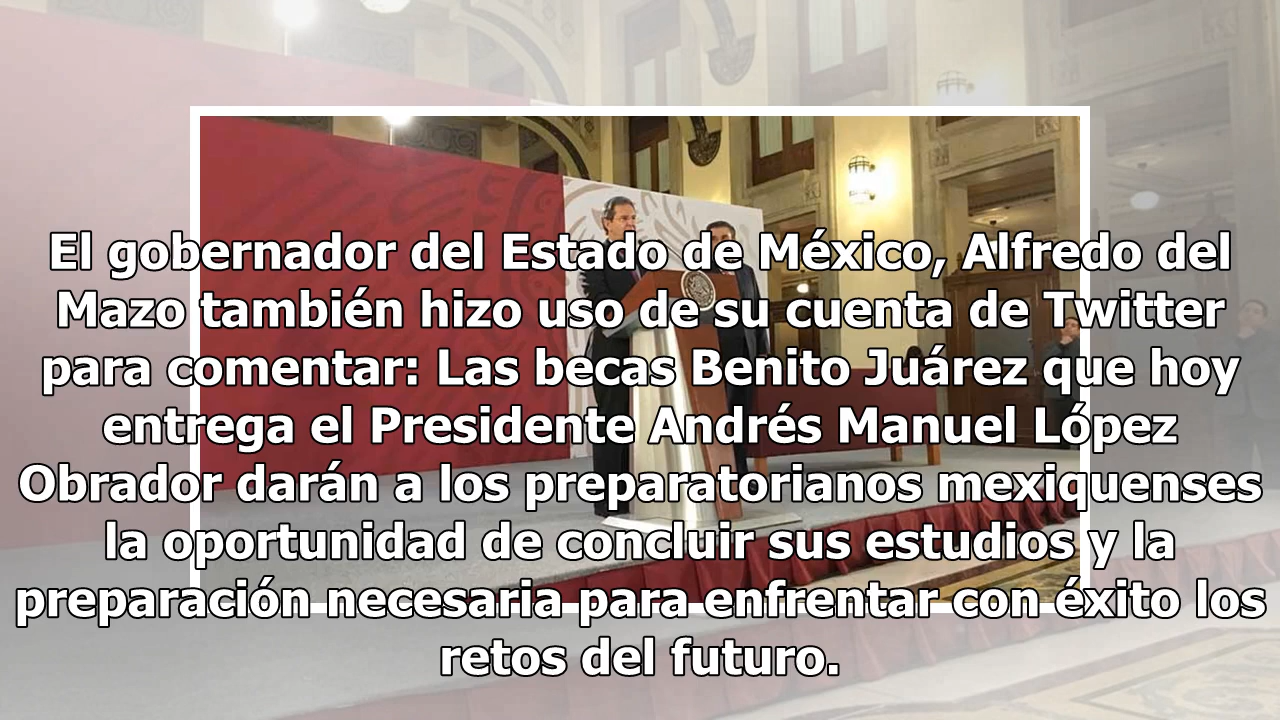 El gobernador del Estado de México, Alfredo del
Mazo también hizo uso de su cuenta de Twitter
para comentar: Las becas Benito Juárez que hoy
entrega el Presidente Andrés Manuel López
Obrador darán a los preparatorianos mexiquenses
la oportunidad de concluir sus estudios y la
preparación necesaria para enfrentar con éxito los
retos del futuro.